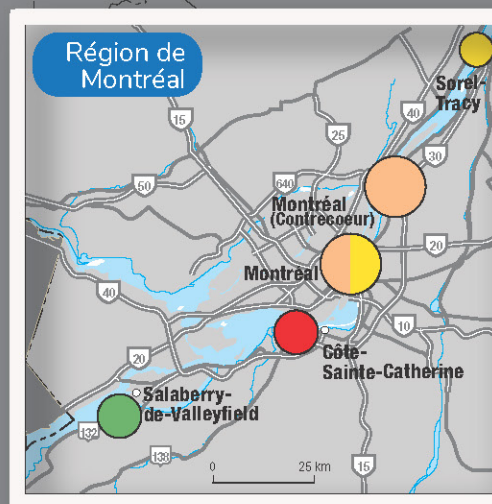 Région de
Montréal
Sorel-
Tracy
40
15
25
30
640
50
Montréal
(Contrecoeur)
20
Montréal
40
10
Côte-
Sainte-Catherine
20
Salaberry-
de-Valleyfield
132
138
0
25 km
15